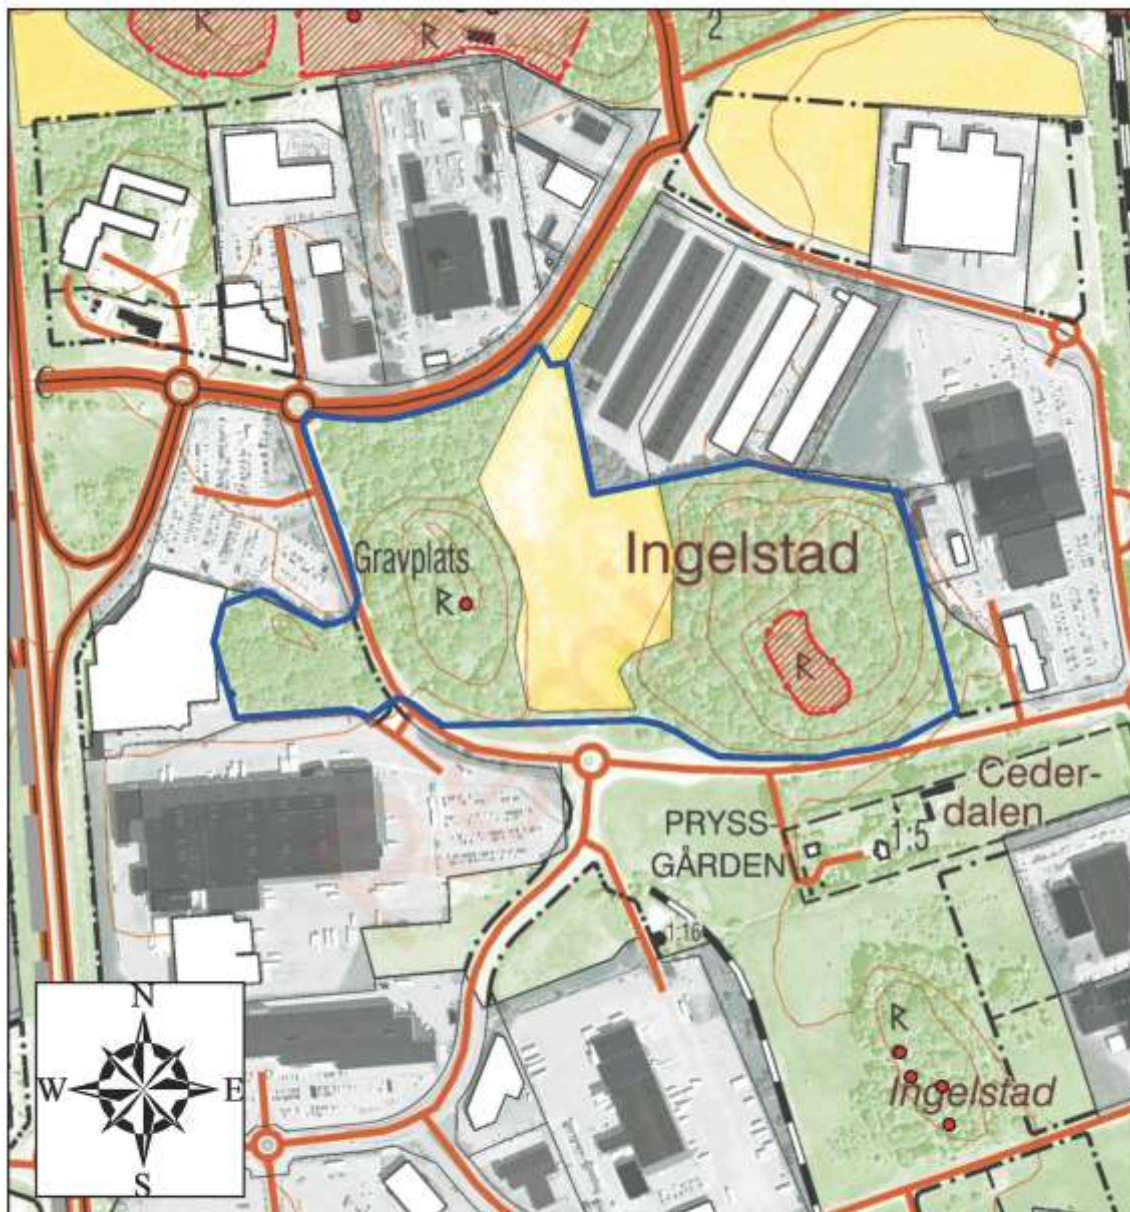 R
R
2
Gravplats
R
Ingelstad
R
Ceder-
dalen
PRYSS-
GÅRDEN
1:5
1:16
R
Ingelstad
N
W
E
S